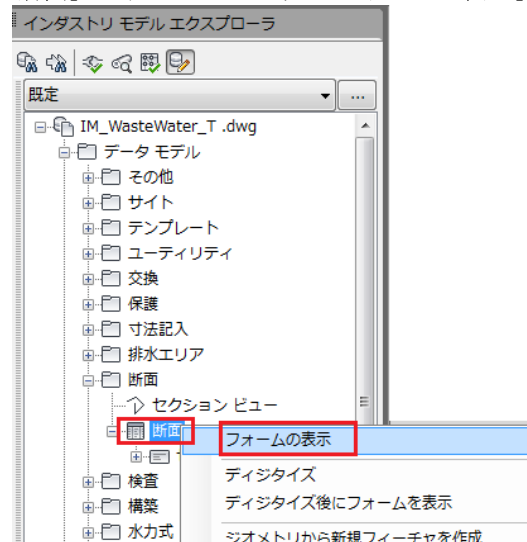 インダストリ モデル エクスプローラ
既定
...
IM_WasteWater_T .dwg
データ モデル
その他
サイト
テンプレート
ユーティリティ
交換
保護
寸法記入
排水エリア
断面
セクション ビュー
断面
フォームの表示
ディジタイズ
検査
ディジタイズ後にフォームを表示
構築
水力式
ジオメトリから新規フィーチャを作成